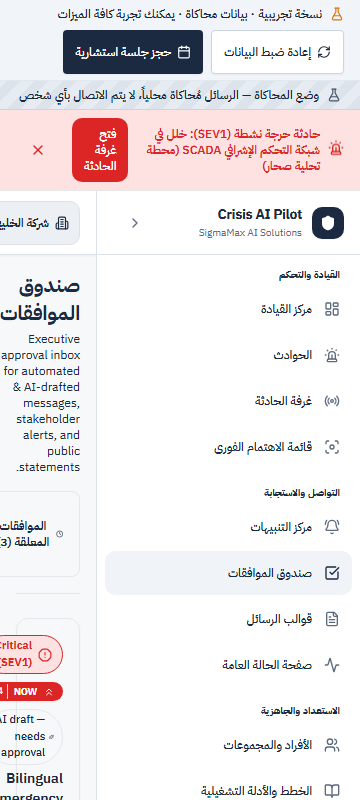 نسخة تجريبية · بيانات محاكاة · يمكنك تجربة كافة الميزات
إعادة ضبط البيانات
حجز جلسة استشارية
وضع المحاكاة — الرسائل مُحاكاة محلياً، لا يتم الاتصال بأي شخص
حادثة حرجة نشطة (SEV1): خلل في
شبكة التحكم الإشرافي SCADA (محطة
تحلية صحار)
فتح
غرفة
الحادثة
Crisis AI Pilot
SigmaMax AI Solutions
القيادة والتحكم
مركز القيادة
الحوادث
غرفة الحادثة
قائمة الاهتمام الفوري
التواصل والاستجابة
مركز التنبيهات
صندوق الموافقات
قوالب الرسائل
صفحة الحالة العامة
الاستعداد والجاهزية
الأفراد والمجموعات
الخطط والأدلة التشغيلية
شركة
صندوق
الموافقات
Executive
approval inbox
for automated
& AI-drafted
messages,
stakeholder
alerts, and
public
statements.
الموافقات
المعلقة
Critical
(SEV1)
NOW
AI draft —
needs
approval
Bilingual